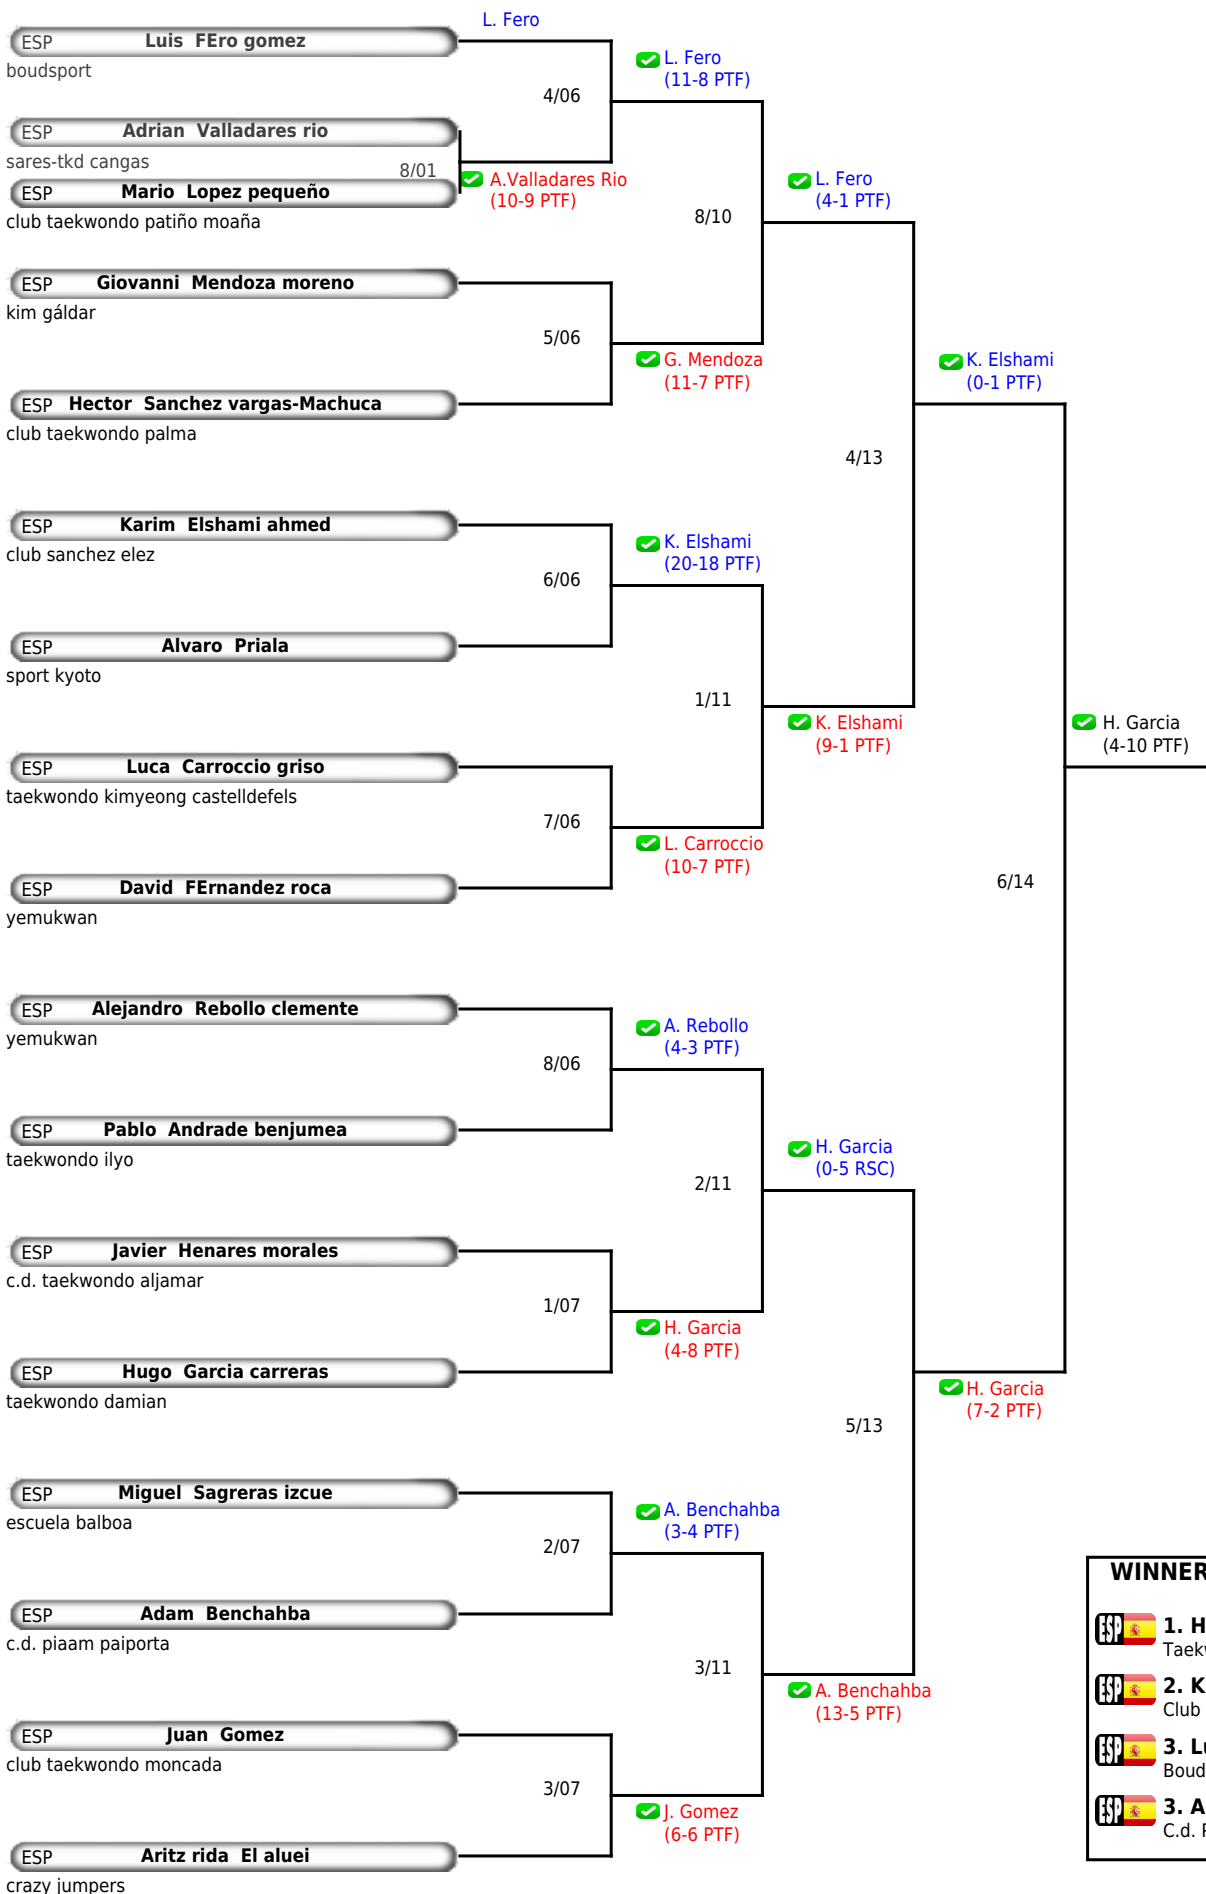 L. Fero
ESP Luis FEro gomez
boudsport
L. Fero
(11-8 PTF)
4/06
ESP Adrian Valladares rio
sares-tkd cangas
8/01
A.Valladares Rio
(10-9 PTF)
ESP Mario Lopez pequeño
club taekwondo patiño moaña
L. Fero
(4-1 PTF)
8/10
ESP Giovanni Mendoza moreno
kim gáldar
5/06
G. Mendoza
(11-7 PTF)
K. Elshami
(0-1 PTF)
ESP Hector Sanchez vargas-Machuca
club taekwondo palma
4/13
ESP Karim Elshami ahmed
club sanchez elez
K. Elshami
(20-18 PTF)
6/06
ESP Alvaro Priala
sport kyoto
1/11
K. Elshami
(9-1 PTF)
H. Garcia
(4-10 PTF)
ESP Luca Carroccio griso
taekwondo kimyeong castelldefels
7/06
L. Carroccio
(10-7 PTF)
ESP David FErnandez roca
yemukwan
6/14
ESP Alejandro Rebollo clemente
yemukwan
A. Rebollo
(4-3 PTF)
8/06
ESP Pablo Andrade benjumea
taekwondo ilyo
H. Garcia
(0-5 RSC)
2/11
ESP Javier Henares morales
c.d. taekwondo aljamar
1/07
H. Garcia
(4-8 PTF)
ESP Hugo Garcia carreras
taekwondo damian
H. Garcia
(7-2 PTF)
5/13
ESP Miguel Sagreras izcue
escuela balboa
A. Benchahba
(3-4 PTF)
2/07
ESP Adam Benchahba
c.d. piaam paiporta
3/11
A. Benchahba
(13-5 PTF)
ESP Juan Gomez
club taekwondo moncada
3/07
J. Gomez
(6-6 PTF)
ESP Aritz rida El aluei
crazy jumpers
WINNER
ESP 1. H
Taek
ESP 2. K
Club
ESP 3. Lu
Boud
ESP 3. A
C.d.